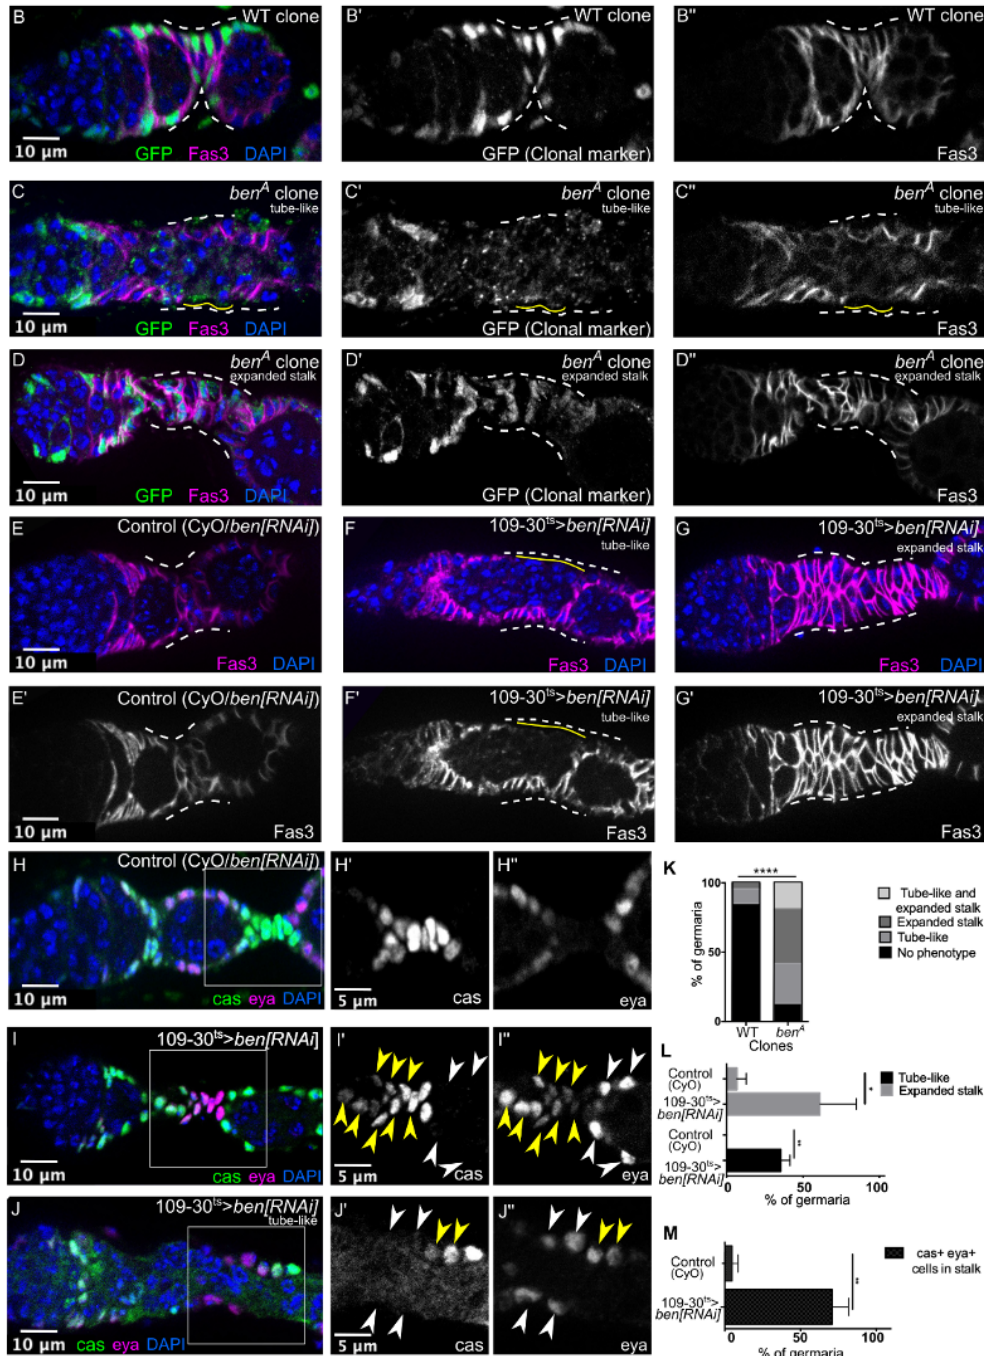 B WT clone
10 µm
GFP Fas3 DAPI
B'
GFP (Clonal marker)
B" WT clone
Fas3
C benᴬ clone
tube-like
10 µm
GFP Fas3 DAPI
C' benᴬ clone
tube-like
GFP (Clonal marker)
C" benᴬ clone
tube-like
Fas3
D benᴬ clone
expanded stalk
10 µm
GFP Fas3 DAPI
D' benᴬ clone
expanded stalk
GFP (Clonal marker)
D" benᴬ clone
expanded stalk
Fas3
E Control (CyO/ben[RNAi])
10 µm
Fas3 DAPI
F 109-30ᵗˢ>ben[RNAi]
tube-like
Fas3 DAPI
G 109-30ᵗˢ>ben[RNAi]
expanded stalk
Fas3 DAPI
E' Control (CyO/ben[RNAi])
10 µm
Fas3
F' 109-30ᵗˢ>ben[RNAi]
tube-like
Fas3
G' 109-30ᵗˢ>ben[RNAi]
expanded stalk
Fas3
H Control (CyO/ben[RNAi])
10 µm
cas eya DAPI
H'
5 µm
cas
H"
eya
I 109-30ᵗˢ>ben[RNAi]
10 µm
cas eya DAPI
I'
5 µm
cas
I"
eya
J 109-30ᵗˢ>ben[RNAi]
tube-like
10 µm
cas eya DAPI
J'
5 µm
cas
J"
eya
K
****
100
50
0
% of germaria
WT benᴬ
Clones
Tube-like and
expanded stalk
Expanded stalk
Tube-like
No phenotype
L
Control
(CyO)
109-30ᵗˢ>
ben[RNAi]
Control
(CyO)
109-30ᵗˢ>
ben[RNAi]
*
**
0 50 100
% of germaria
Tube-like
Expanded stalk
M
Control
(CyO)
109-30ᵗˢ>
ben[RNAi]
**
0 50 100
% of germaria
cas+ eya+
cells in stalk